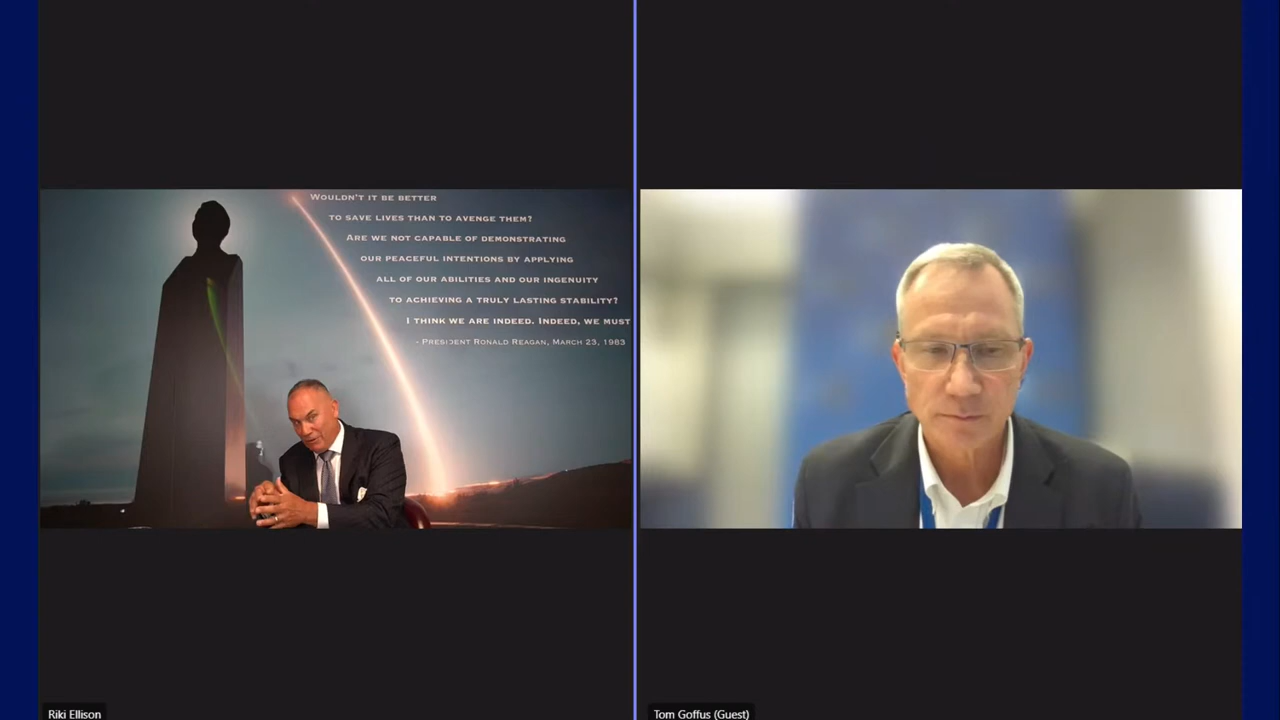 WOULDN'T IT BE BETTER
TO SAVE LIVES THAN TO AVENGE THEM?
ARE WE NOT CAPABLE OF DEMONSTRATING
OUR PEACEFUL INTENTIONS BY APPLYING
ALL OF OUR ABILITIES AND OUR INGENUITY
TO ACHIEVING A TRULY LASTING STABILITY?
I THINK WE ARE INDEED. INDEED, WE MUST
- PRESIDENT RONALD REAGAN, MARCH 23, 1983
Riki Ellison
Tom Goffus (Guest)